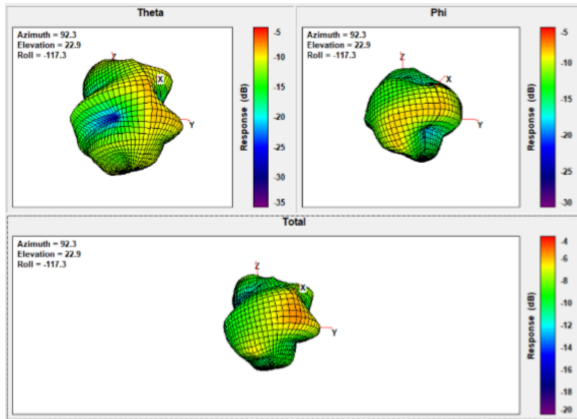 Theta
Azimuth = 92.3
Elevation = 22.9
Roll = -117.3
Z
X
Y
-5
-10
-15
-20
-25
-30
-35
Response (dB)
Phi
Azimuth = 92.3
Elevation = 22.9
Roll = -117.3
Z
X
Y
-5
-10
-15
-20
-25
-30
Response (dB)
Total
Azimuth = 92.3
Elevation = 22.9
Roll = -117.3
Z
X
Y
-4
-6
-8
-10
-12
-14
-16
-18
-20
Response (dB)